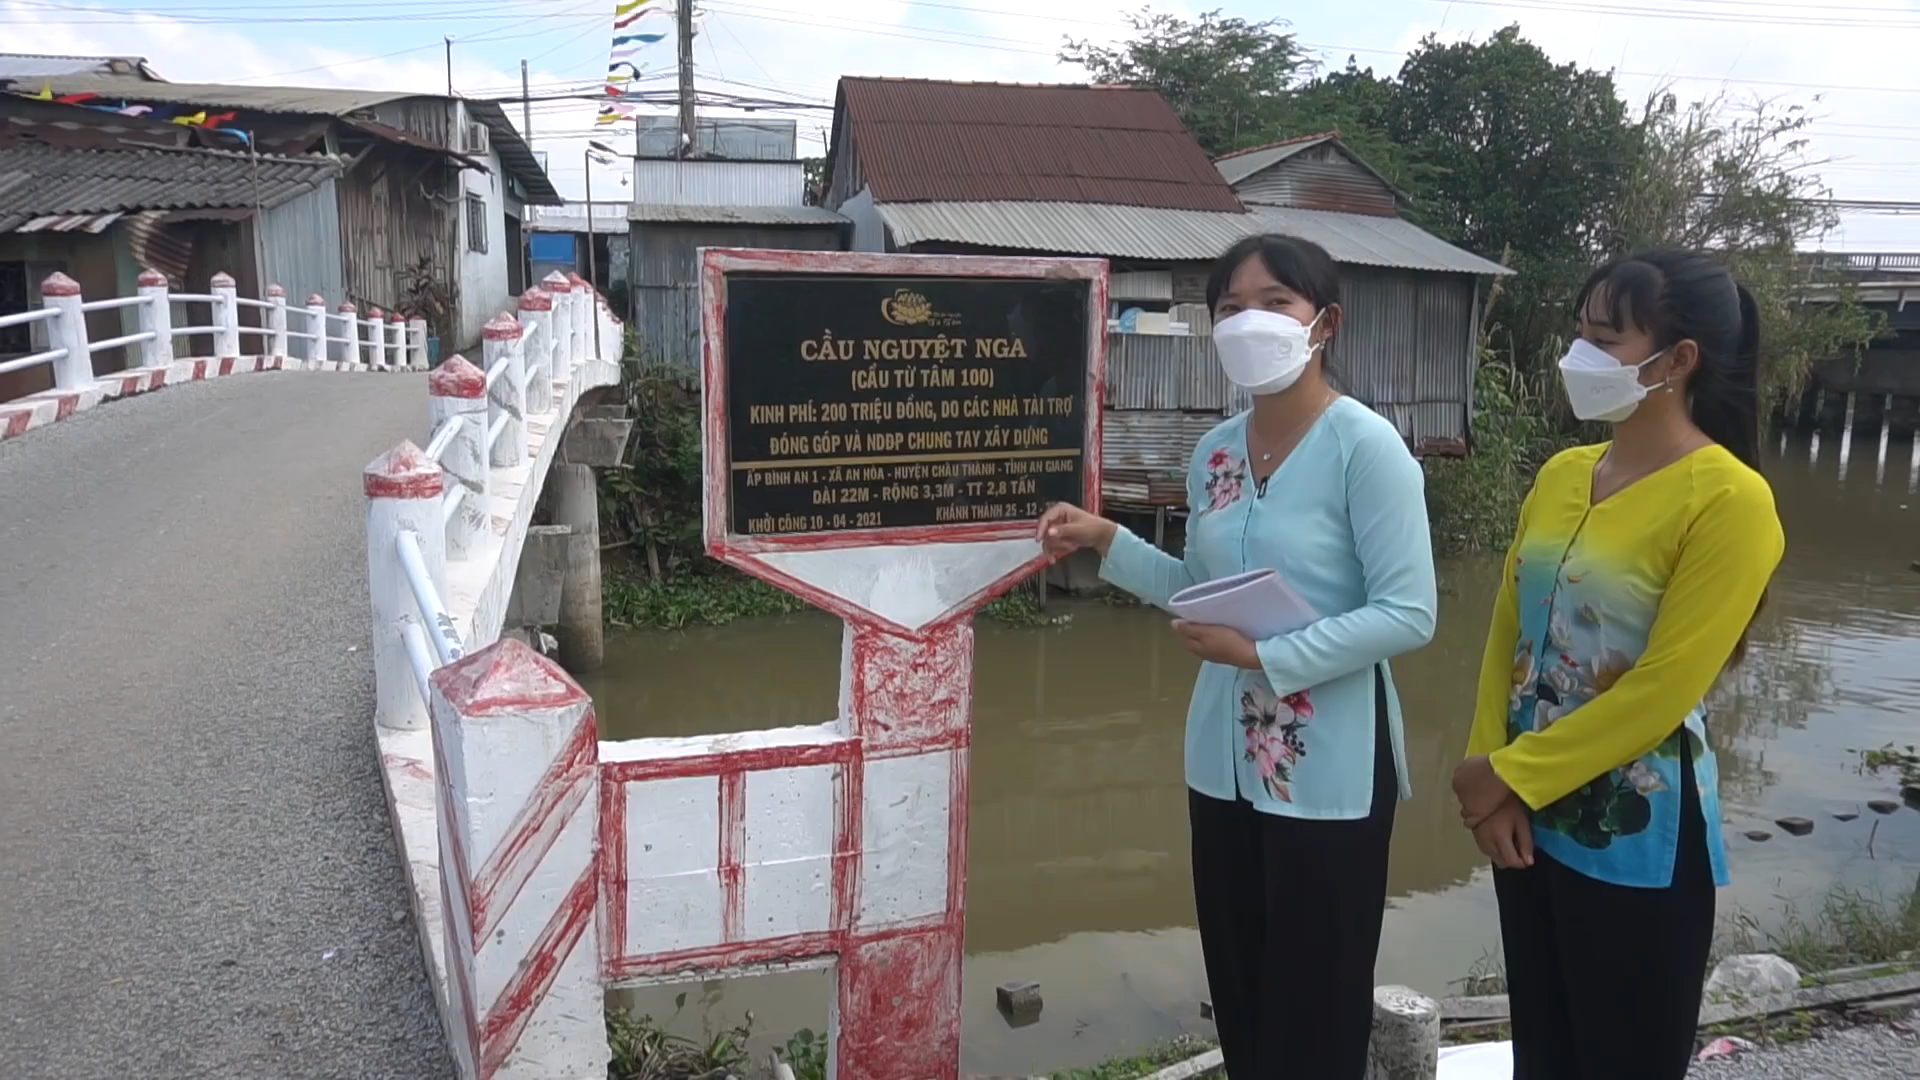 CẦU NGUYỆT NGA
(CẦU TỪ TÂM 100)
KINH PHÍ: 200 TRIỆU ĐỒNG, DO CÁC NHÀ TÀI TRỢ
ĐÓNG GÓP VÀ NDĐP CHUNG TAY XÂY DỰNG
ẤP BÌNH AN 1 - XÃ AN HÒA - HUYỆN CHÂU THÀNH - TỈNH AN GIANG
DÀI 22M - RỘNG 3,3M - TT 2,8 TẤN
KHỞI CÔNG 10 - 04 - 2021 KHÁNH THÀNH 25 - 12 -